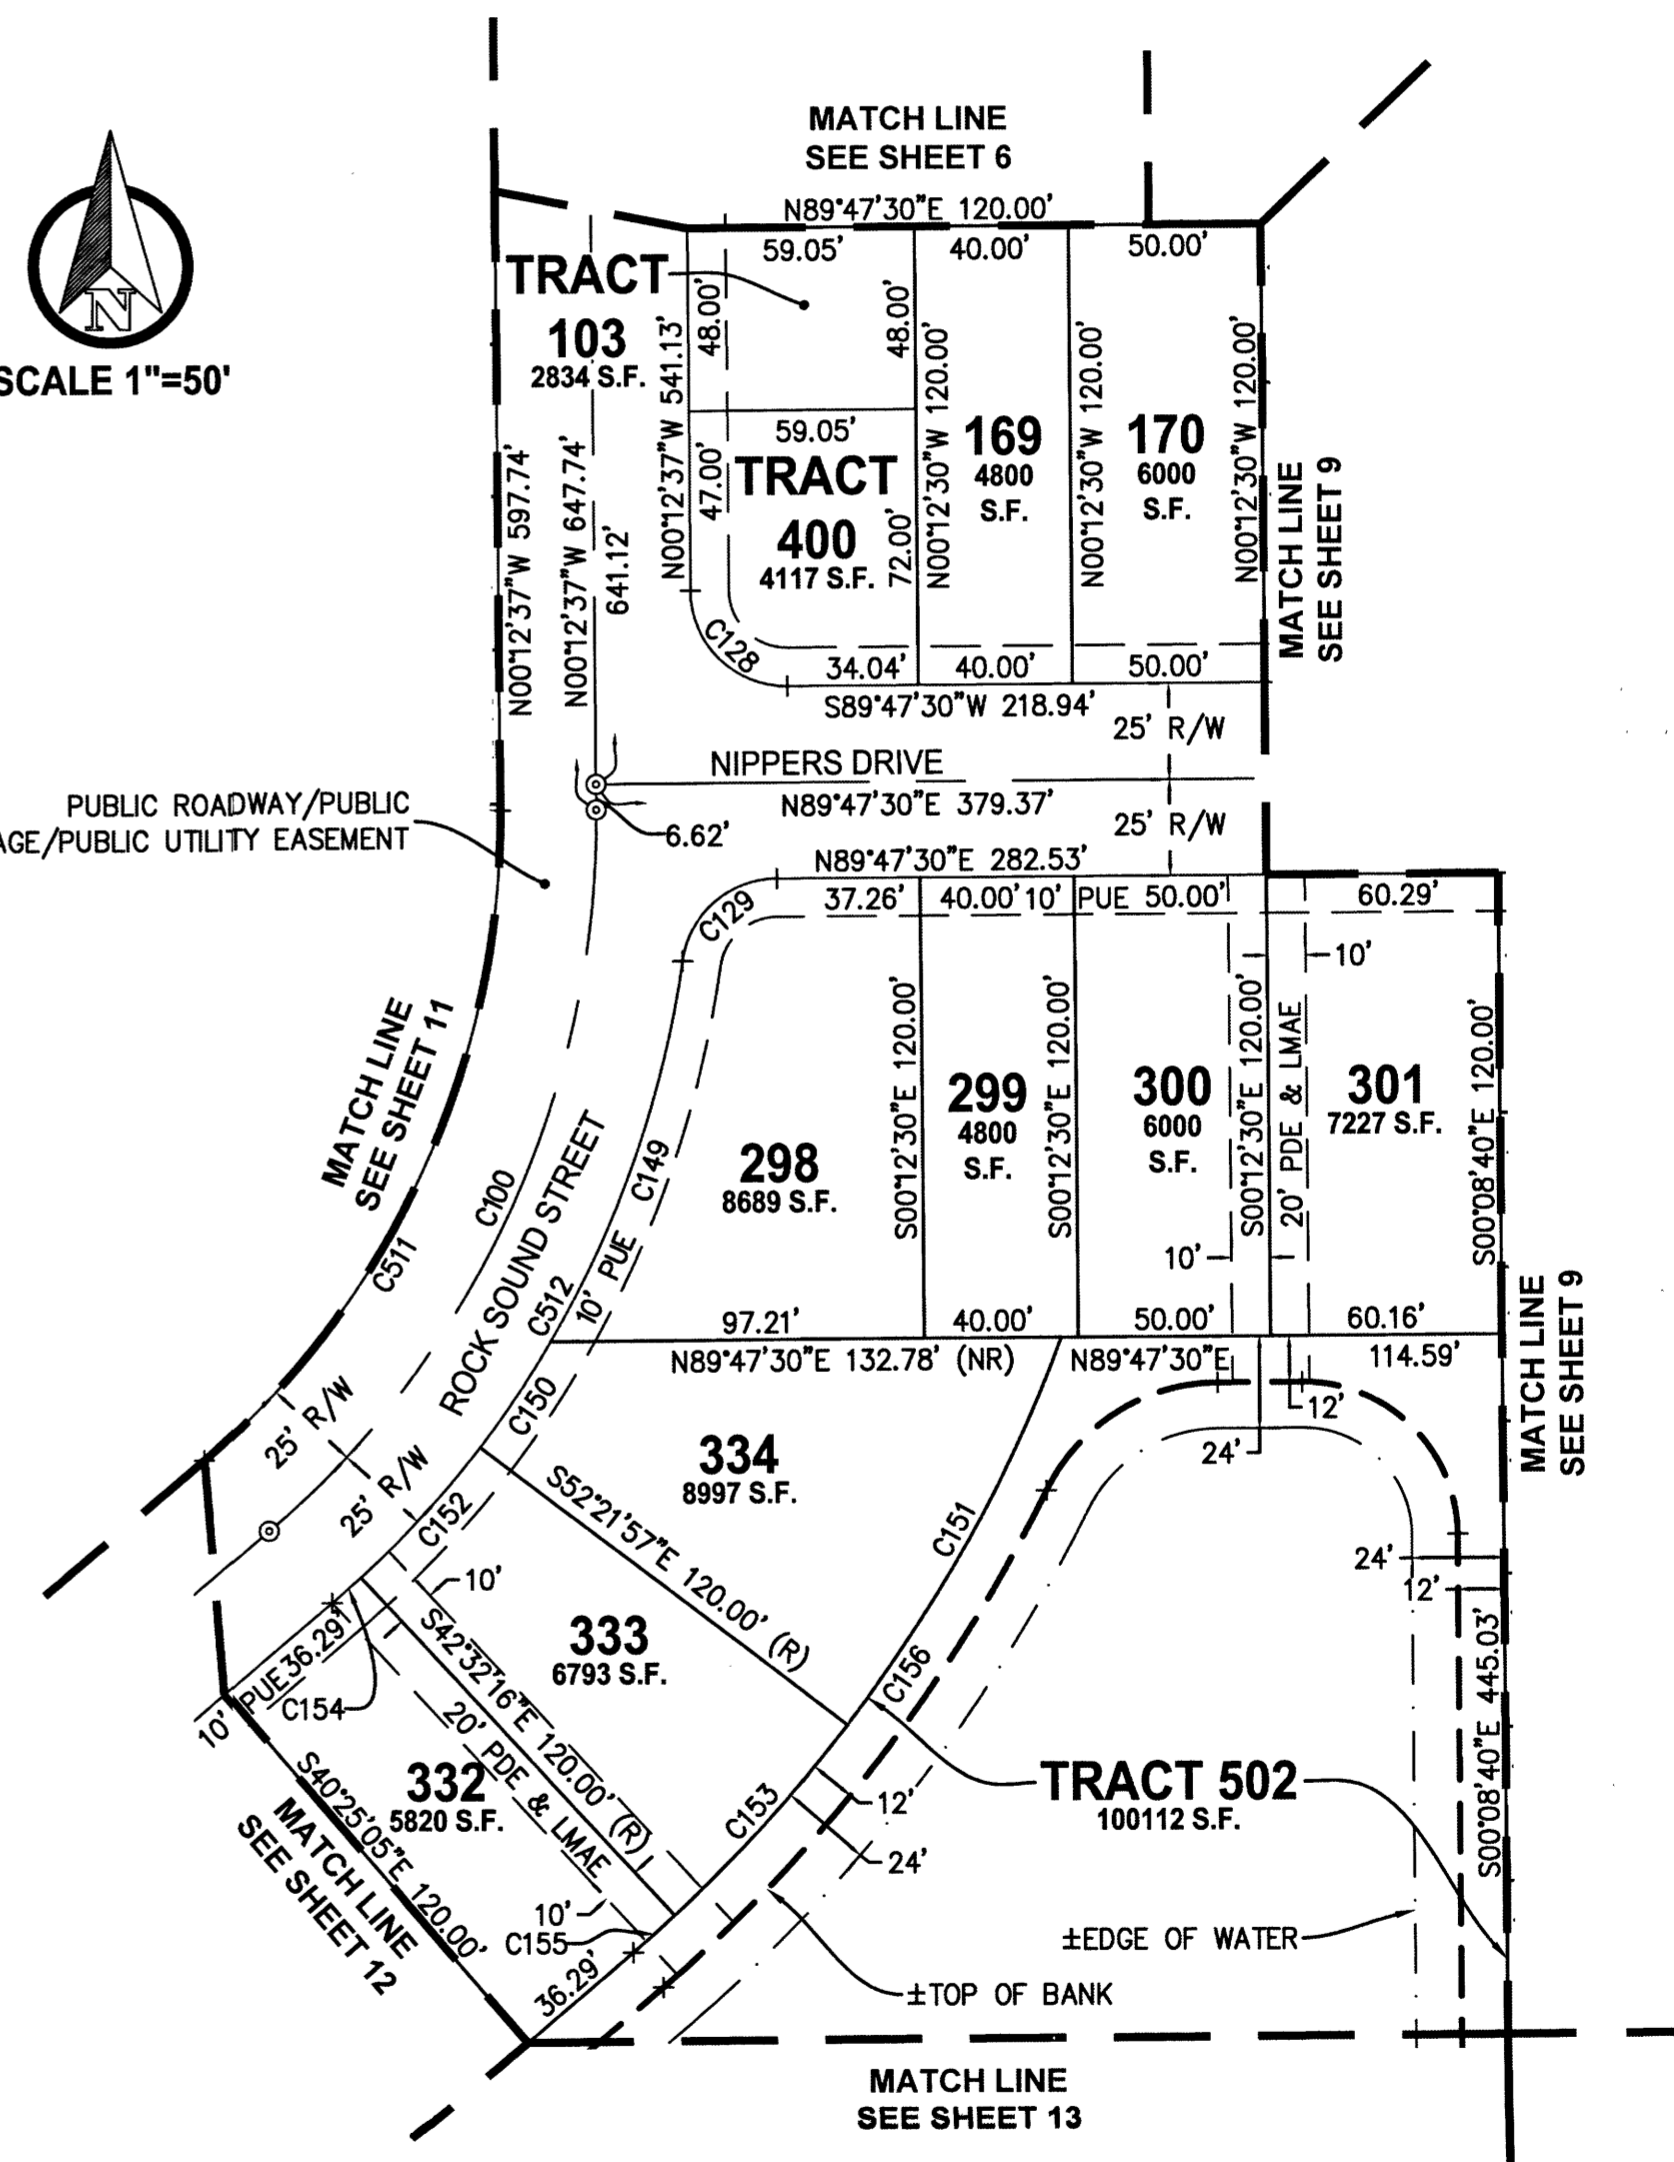 MATCH LINE
SEE SHEET 6
N
SCALE 1"=50'
N89°47'30"E 120.00'
59.05'
40.00'
50.00'
TRACT
103
2834 S.F.
48.00'
48.00'
N00°12'37"W 541.13'
N00°12'37"W 597.74'
N00°12'37"W 647.74'
641.12'
59.05'
47.00'
TRACT
400
4117 S.F.
72.00'
N00°12'30"W 120.00'
169
4800
S.F.
N00°12'30"W 120.00'
170
6000
S.F.
N00°12'30"W 120.00'
MATCH LINE
SEE SHEET 9
C128
34.04'
40.00'
50.00'
S89°47'30"W 218.94'
25' R/W
NIPPERS DRIVE
N89°47'30"E 379.37'
25' R/W
PUBLIC ROADWAY/PUBLIC
AGE/PUBLIC UTILITY EASEMENT
6.62'
N89°47'30"E 282.53'
37.26'
40.00'
10' PUE
50.00'
60.29'
C129
10'
MATCH LINE
SEE SHEET 11
C511
C100
ROCK SOUND STREET
C149
10' PUE
C512
298
8689 S.F.
S00°12'30"E 120.00'
299
4800
S.F.
S00°12'30"E 120.00'
300
6000
S.F.
S00°12'30"E 120.00'
20' PDE & LMAE
301
7227 S.F.
S00°08'40"E 120.00'
10'
97.21'
40.00'
50.00'
60.16'
N89°47'30"E 132.78' (NR)
N89°47'30"E
114.59'
MATCH LINE
SEE SHEET 9
25' R/W
25' R/W
C150
C152
334
8997 S.F.
S52°21'57"E 120.00' (R)
C151
12'
24'
24'
12'
10'
333
6793 S.F.
S42°32'16"E 120.00' (R)
20' PDE & LMAE
C156
PUE
36.29'
10'
C154
332
5820 S.F.
S40°25'05"E 120.00'
MATCH LINE
SEE SHEET 12
C153
12'
24'
TRACT 502
100112 S.F.
S00°08'40"E 445.03'
10'
C155
36.29'
±EDGE OF WATER
±TOP OF BANK
MATCH LINE
SEE SHEET 13